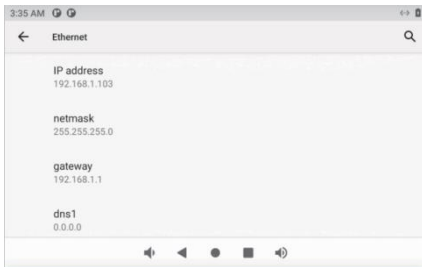 3:35 AM
Ethernet
IP address
192.168.1.103
netmask
255.255.255.0
gateway
192.168.1.1
dns1
0.0.0.0